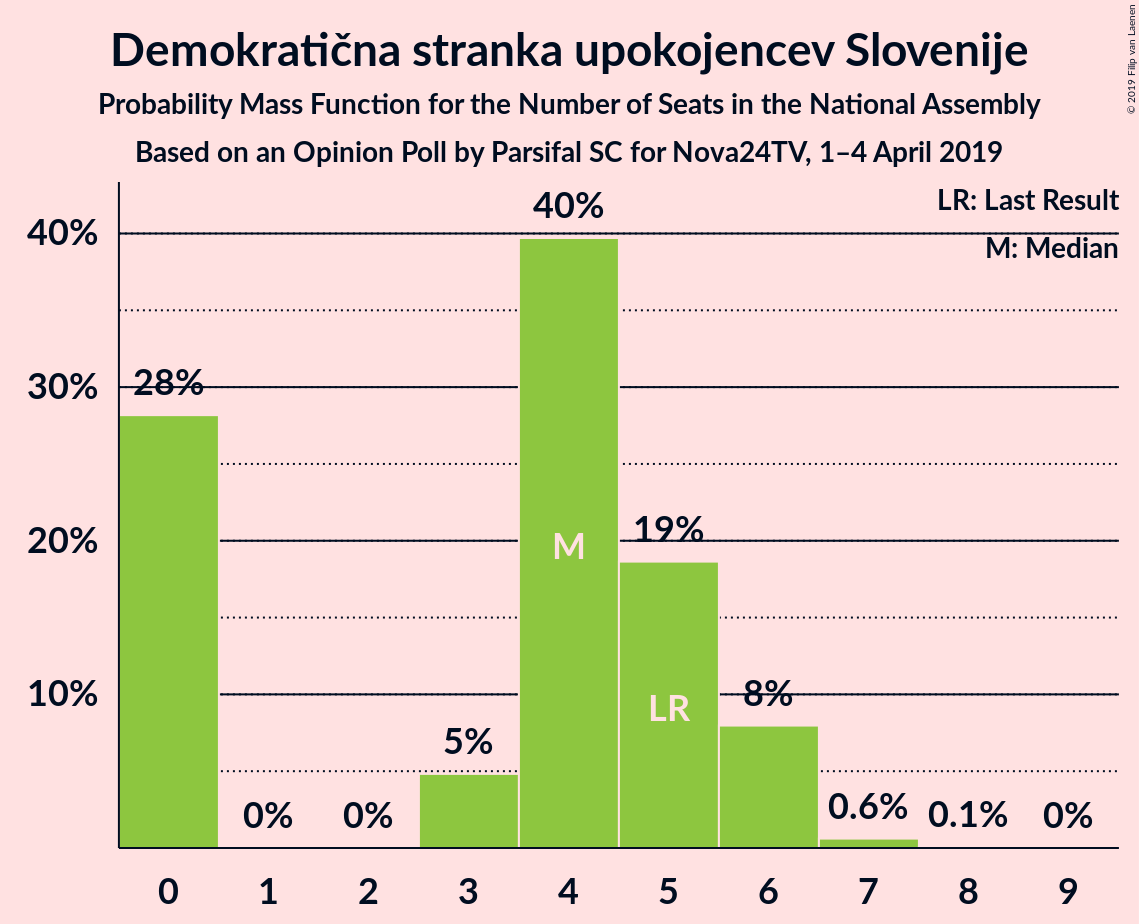 Demokratična stranka upokojencev Slovenije
Probability Mass Function for the Number of Seats in the National Assembly
Based on an Opinion Poll by Parsifal SC for Nova24TV, 1–4 April 2019
© 2019 Filip van Laenen
LR: Last Result
M: Median
40%
30%
20%
10%
28%
0%
0%
5%
40%
19%
8%
0.6%
0.1%
0%
M
LR
0 1 2 3 4 5 6 7 8 9